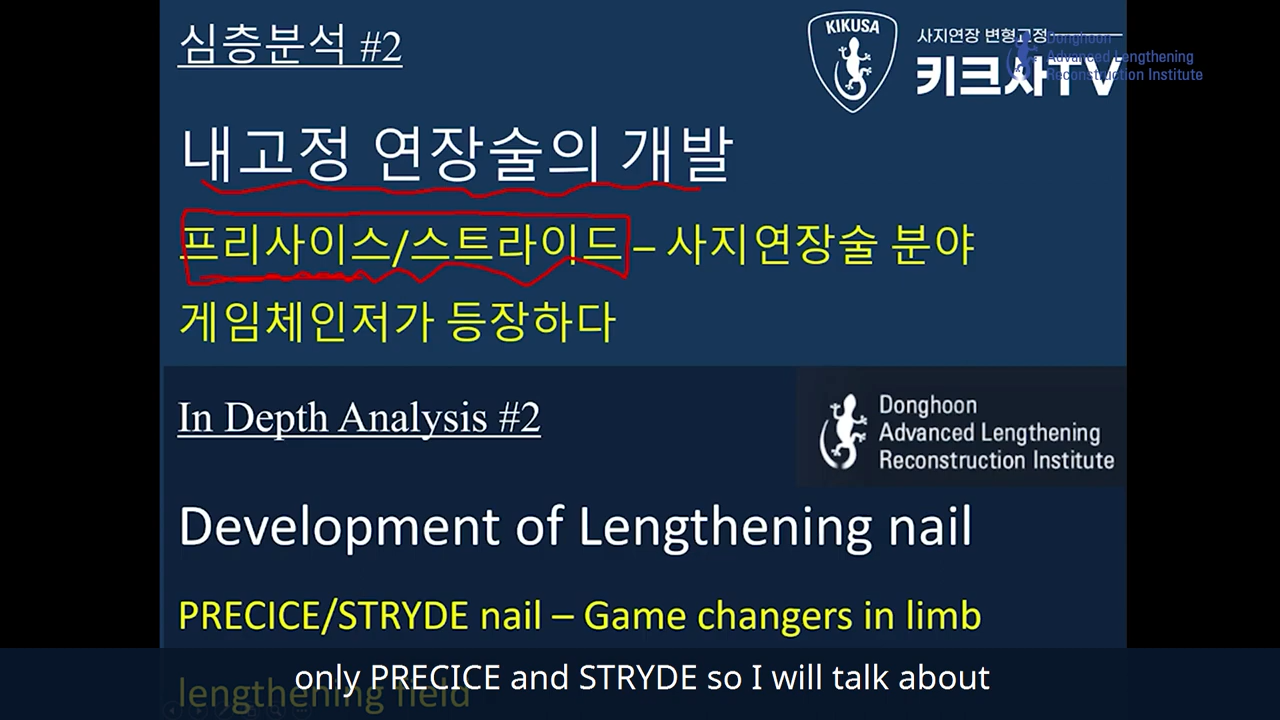 심층분석 #2
KIKUSA
사지연장 변형교정
키크사TV
Donghoon
Advanced Lengthening
Reconstruction Institute
내고정 연장술의 개발
프리사이스/스트라이드 – 사지연장술 분야
게임체인저가 등장하다
In Depth Analysis #2
Donghoon
Advanced Lengthening
Reconstruction Institute
Development of Lengthening nail
PRECICE/STRYDE nail – Game changers in limb
lengthening field
only PRECICE and STRYDE so I will talk about